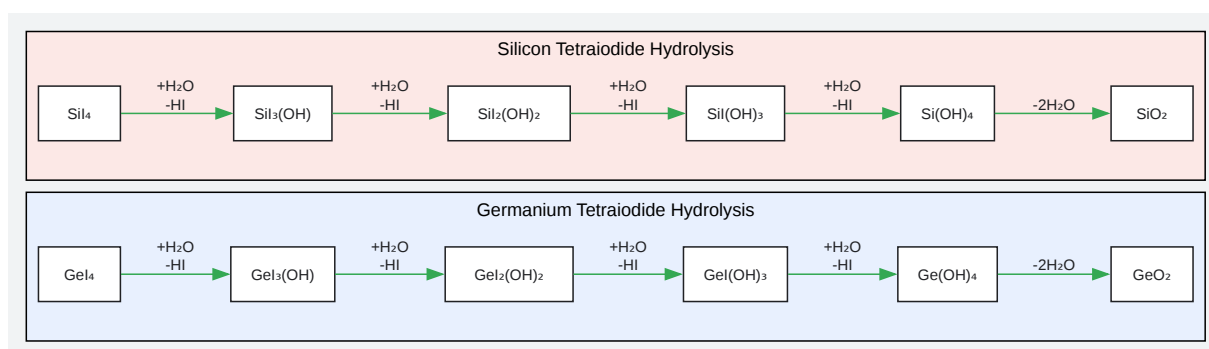 Silicon Tetraiodide Hydrolysis
+H₂O
-HI
+H₂O
-HI
+H₂O
-HI
+H₂O
-HI
-2H₂O
SiI₄
SiI₃(OH)
SiI₂(OH)₂
SiI(OH)₃
Si(OH)₄
SiO₂
Germanium Tetraiodide Hydrolysis
+H₂O
-HI
+H₂O
-HI
+H₂O
-HI
+H₂O
-HI
-2H₂O
GeI₄
GeI₃(OH)
GeI₂(OH)₂
GeI(OH)₃
Ge(OH)₄
GeO₂